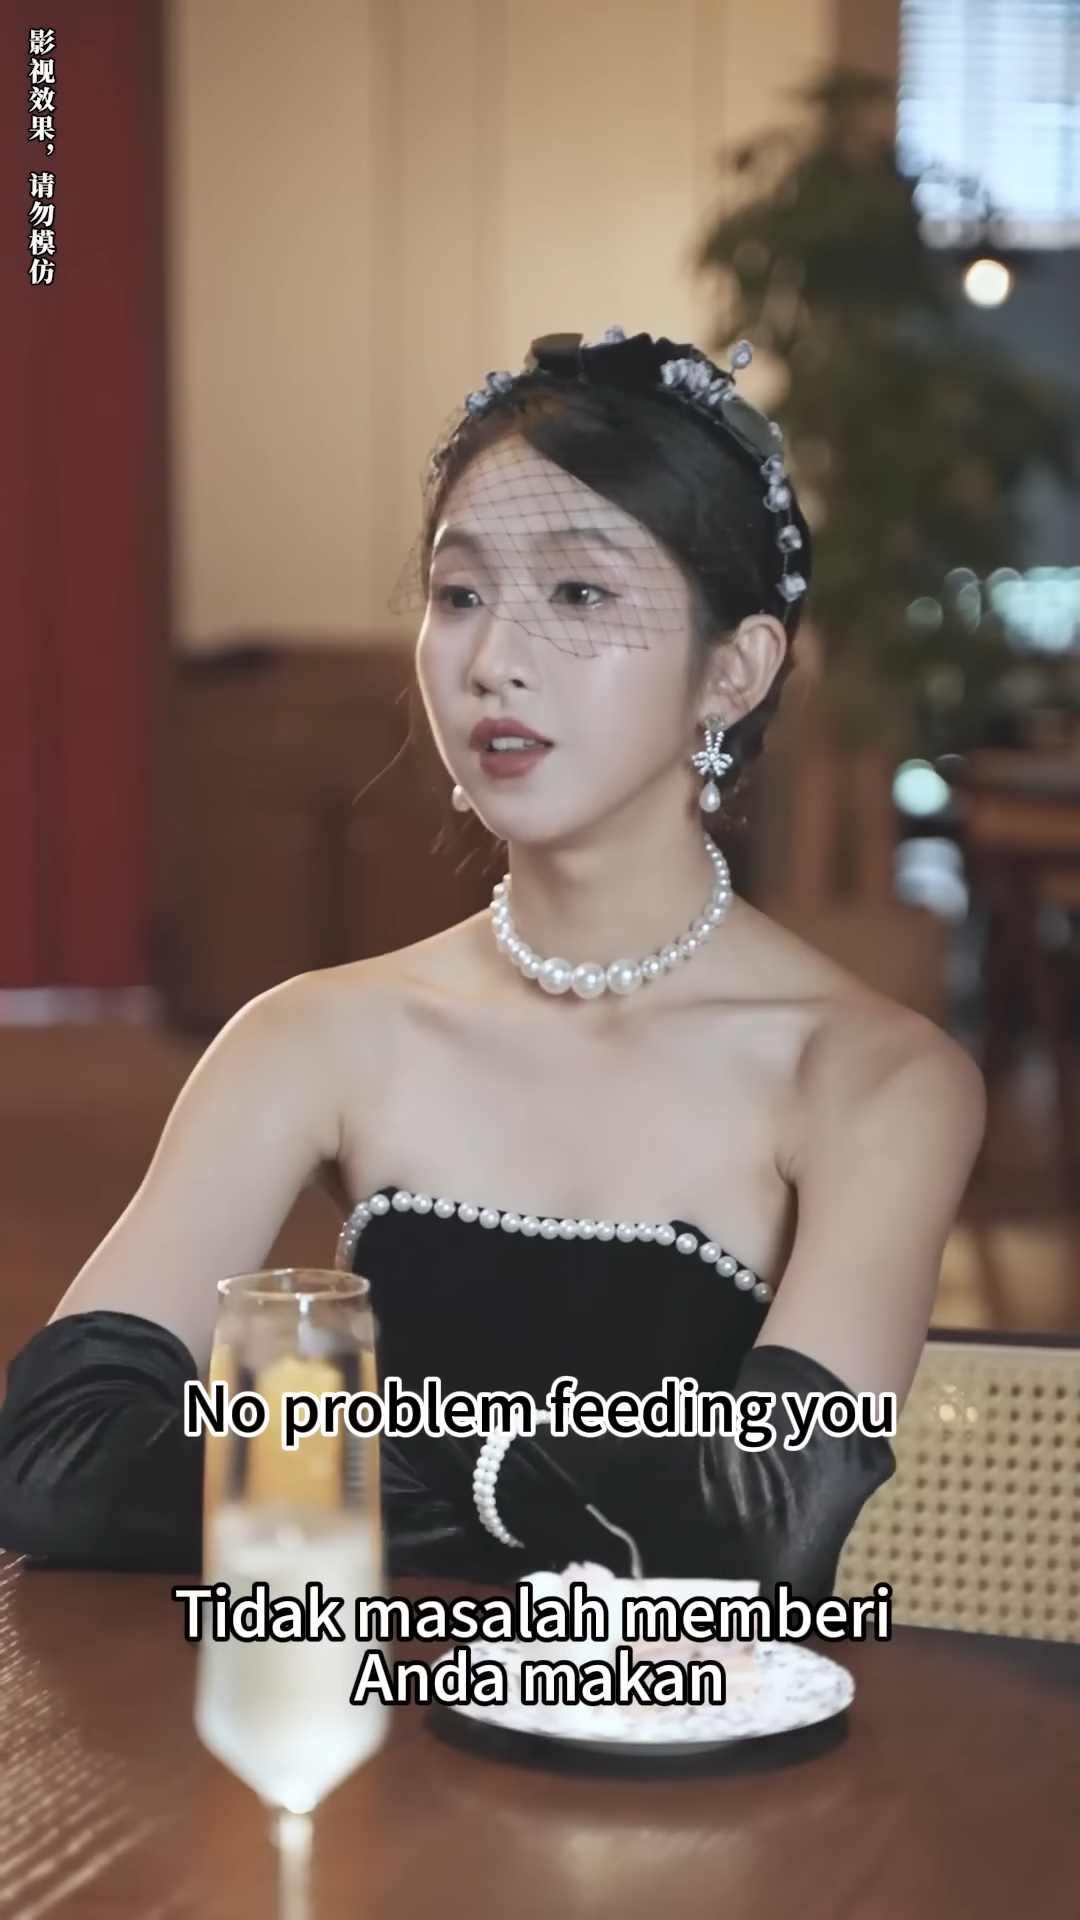 影视效果，请勿模仿
No problem feeding you
Tidak masalah memberi
Anda makan